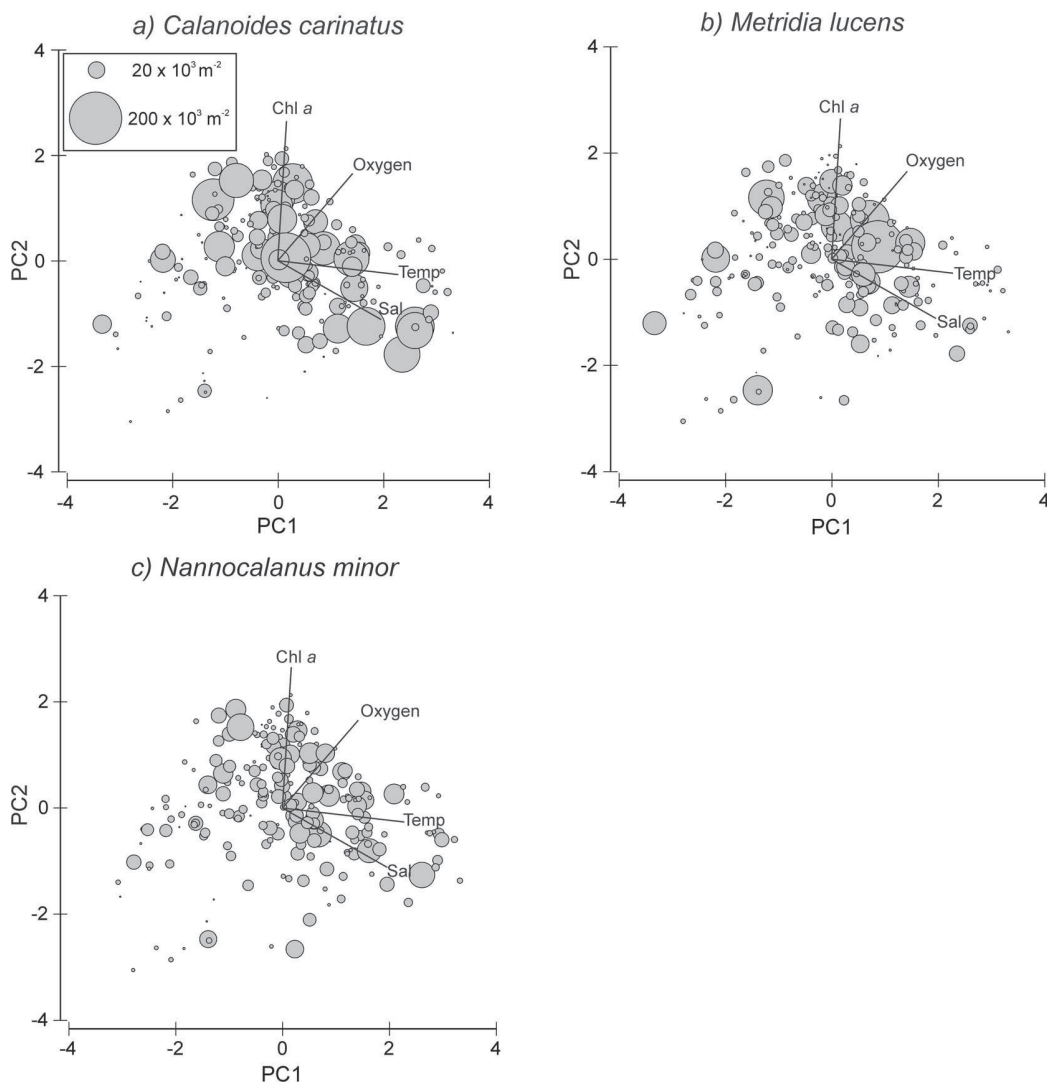 a) Calanoides carinatus
4
20 x 10³ m⁻²
200 x 10³ m⁻²
Chl a
Oxygen
2
PC2
0
Temp
Sal
-2
-4
-4 -2 0 2 4
PC1
b) Metridia lucens
4
Chl a
2
Oxygen
PC2
0
Temp
Sal
-2
-4
-4 -2 0 2 4
PC1
c) Nannocalanus minor
4
Chl a
2
Oxygen
PC2
0
Temp
Sal
-2
-4
-4 -2 0 2 4
PC1